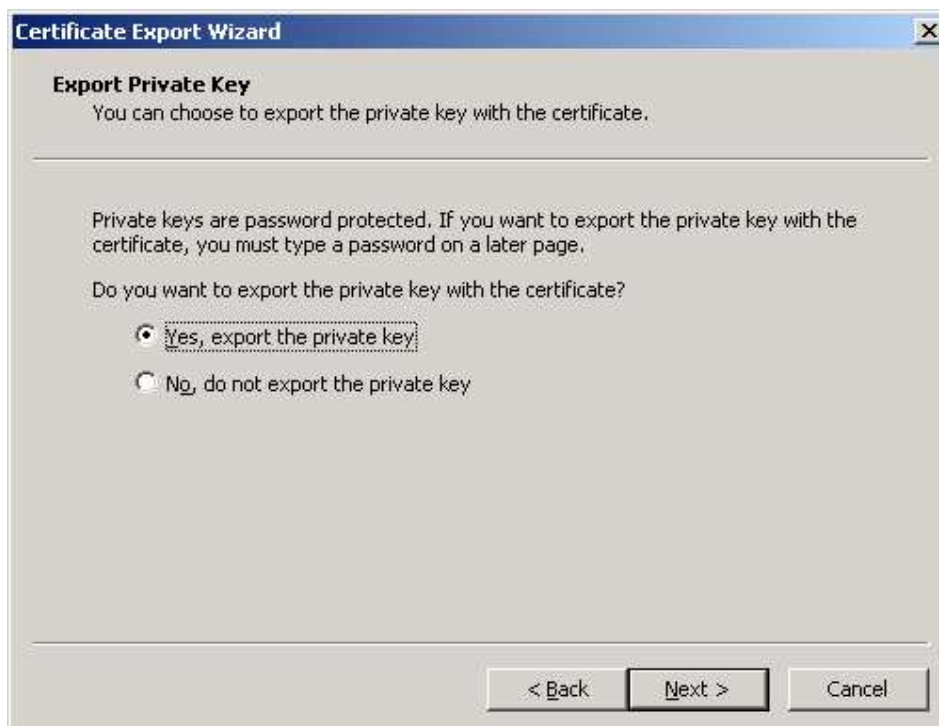 Certificate Export Wizard
Export Private Key
You can choose to export the private key with the certificate.
Private keys are password protected. If you want to export the private key with the
certificate, you must type a password on a later page.
Do you want to export the private key with the certificate?
Yes, export the private key
No, do not export the private key
< Back
Next >
Cancel